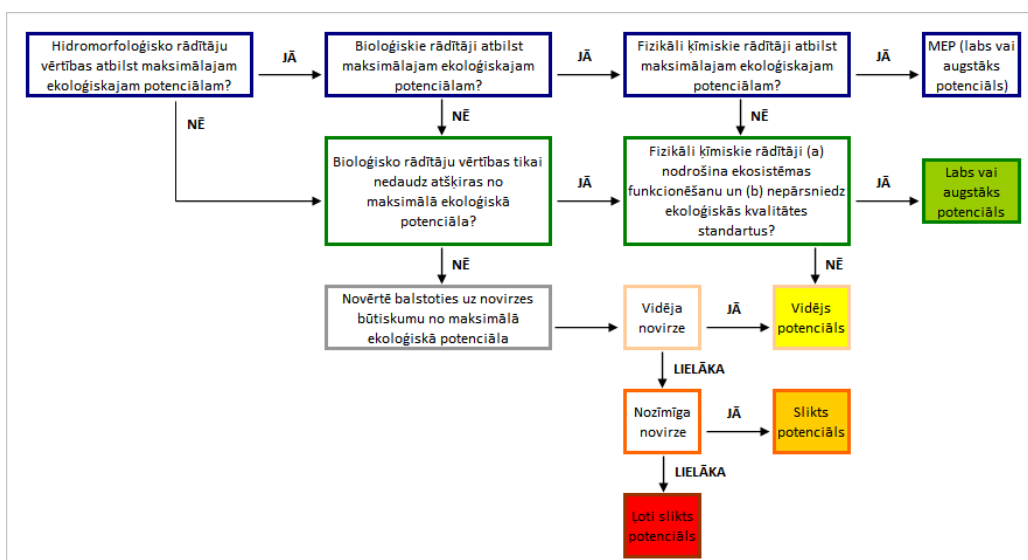 Hidromorfoloģisko rādītāju
vērtības atbilst maksimālajam
ekoloģiskajam potenciālam?
JĀ
Bioloģiskie rādītāji atbilst
maksimālajam ekoloģiskajam
potenciālam?
JĀ
Fizikāli ķīmiskie rādītāji atbilst
maksimālajam ekoloģiskajam
potenciālam?
JĀ
MEP (labs vai
augstāks
potenciāls)
NĒ
NĒ
NĒ
Bioloģisko rādītāju vērtības tikai
nedaudz atšķiras no
maksimālā ekoloģiskā
potenciāla?
JĀ
Fizikāli ķīmiskie rādītāji (a)
nodrošina ekosistēmas
funkcionēšanu un (b) nepārsniedz
ekoloģiskās kvalitātes
standartus?
JĀ
Labs vai
augstāks
potenciāls
NĒ
NĒ
Novērtē balstoties uz novirzes
būtiskumu no maksimālā
ekoloģiskā potenciāla
Vidēja
novirze
JĀ
Vidējs
potenciāls
LIELĀKA
Nozīmīga
novirze
JĀ
Slikts
potenciāls
LIELĀKA
Ļoti slikts
potenciāls